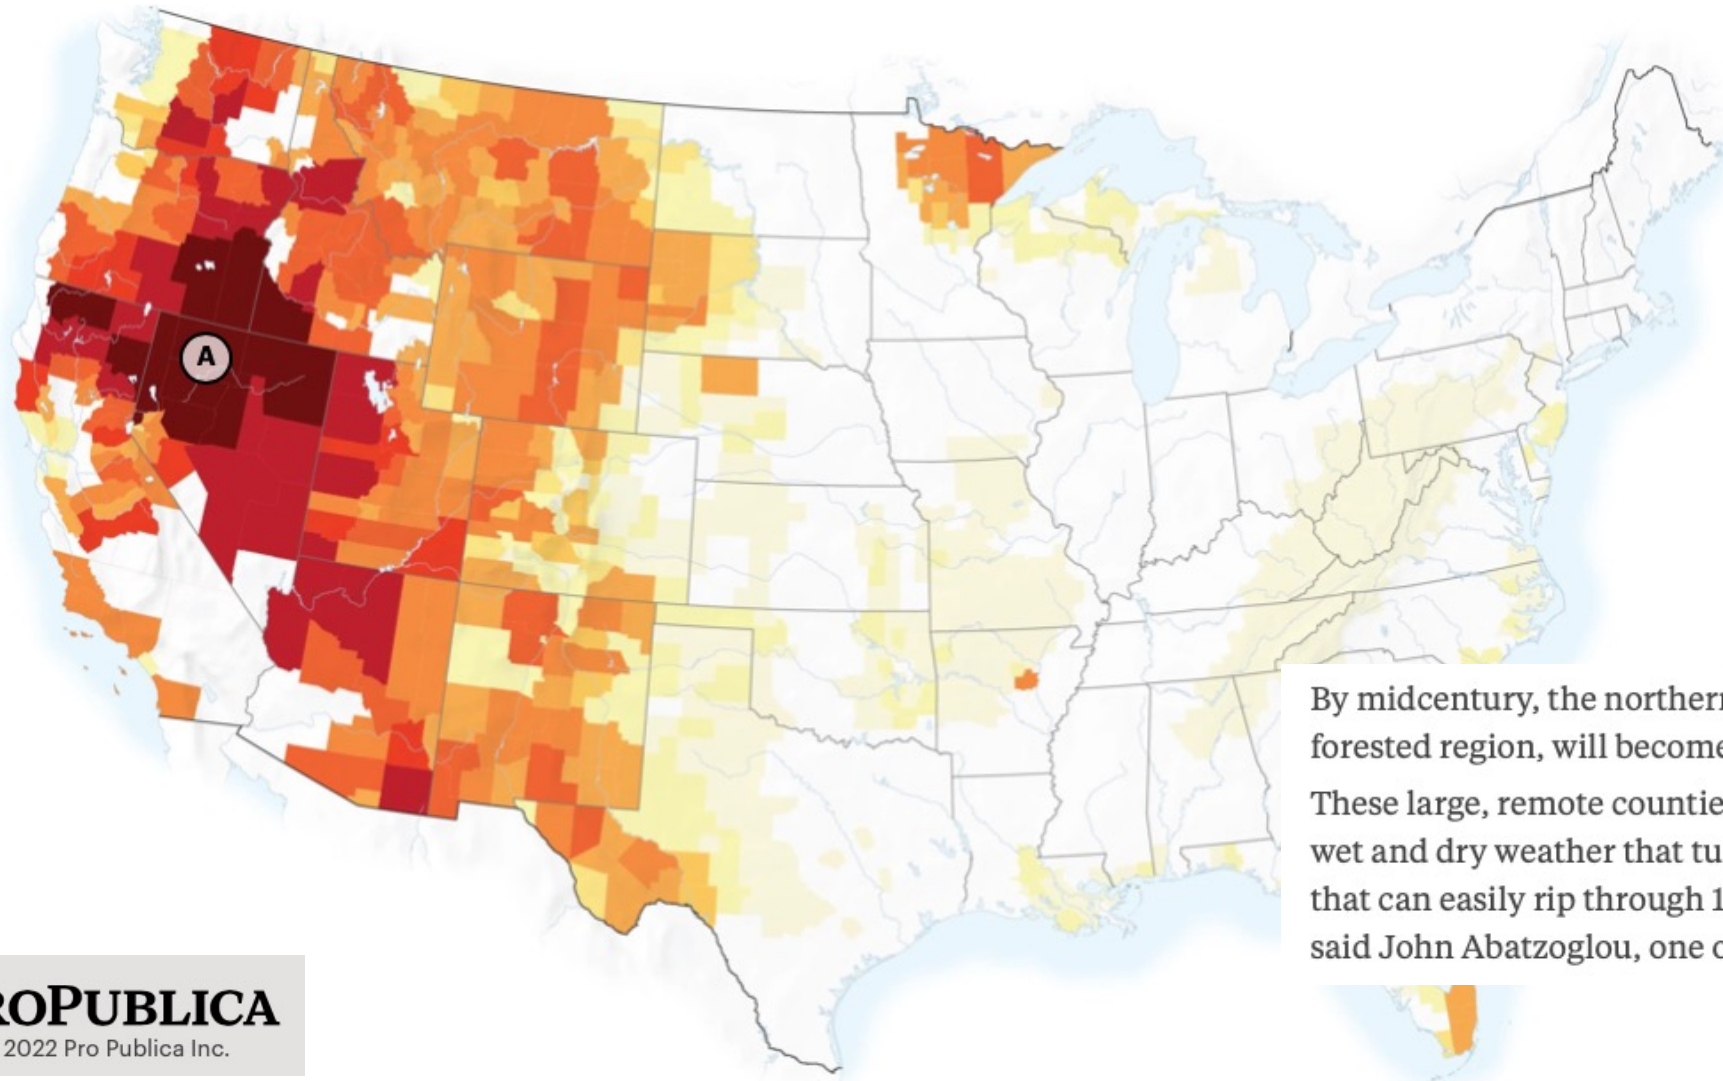 A
By midcentury, the northern
forested region, will become
These large, remote countie
wet and dry weather that tu
that can easily rip through 1
said John Abatzoglou, one o
ROPUBLICA
2022 Pro Publica Inc.